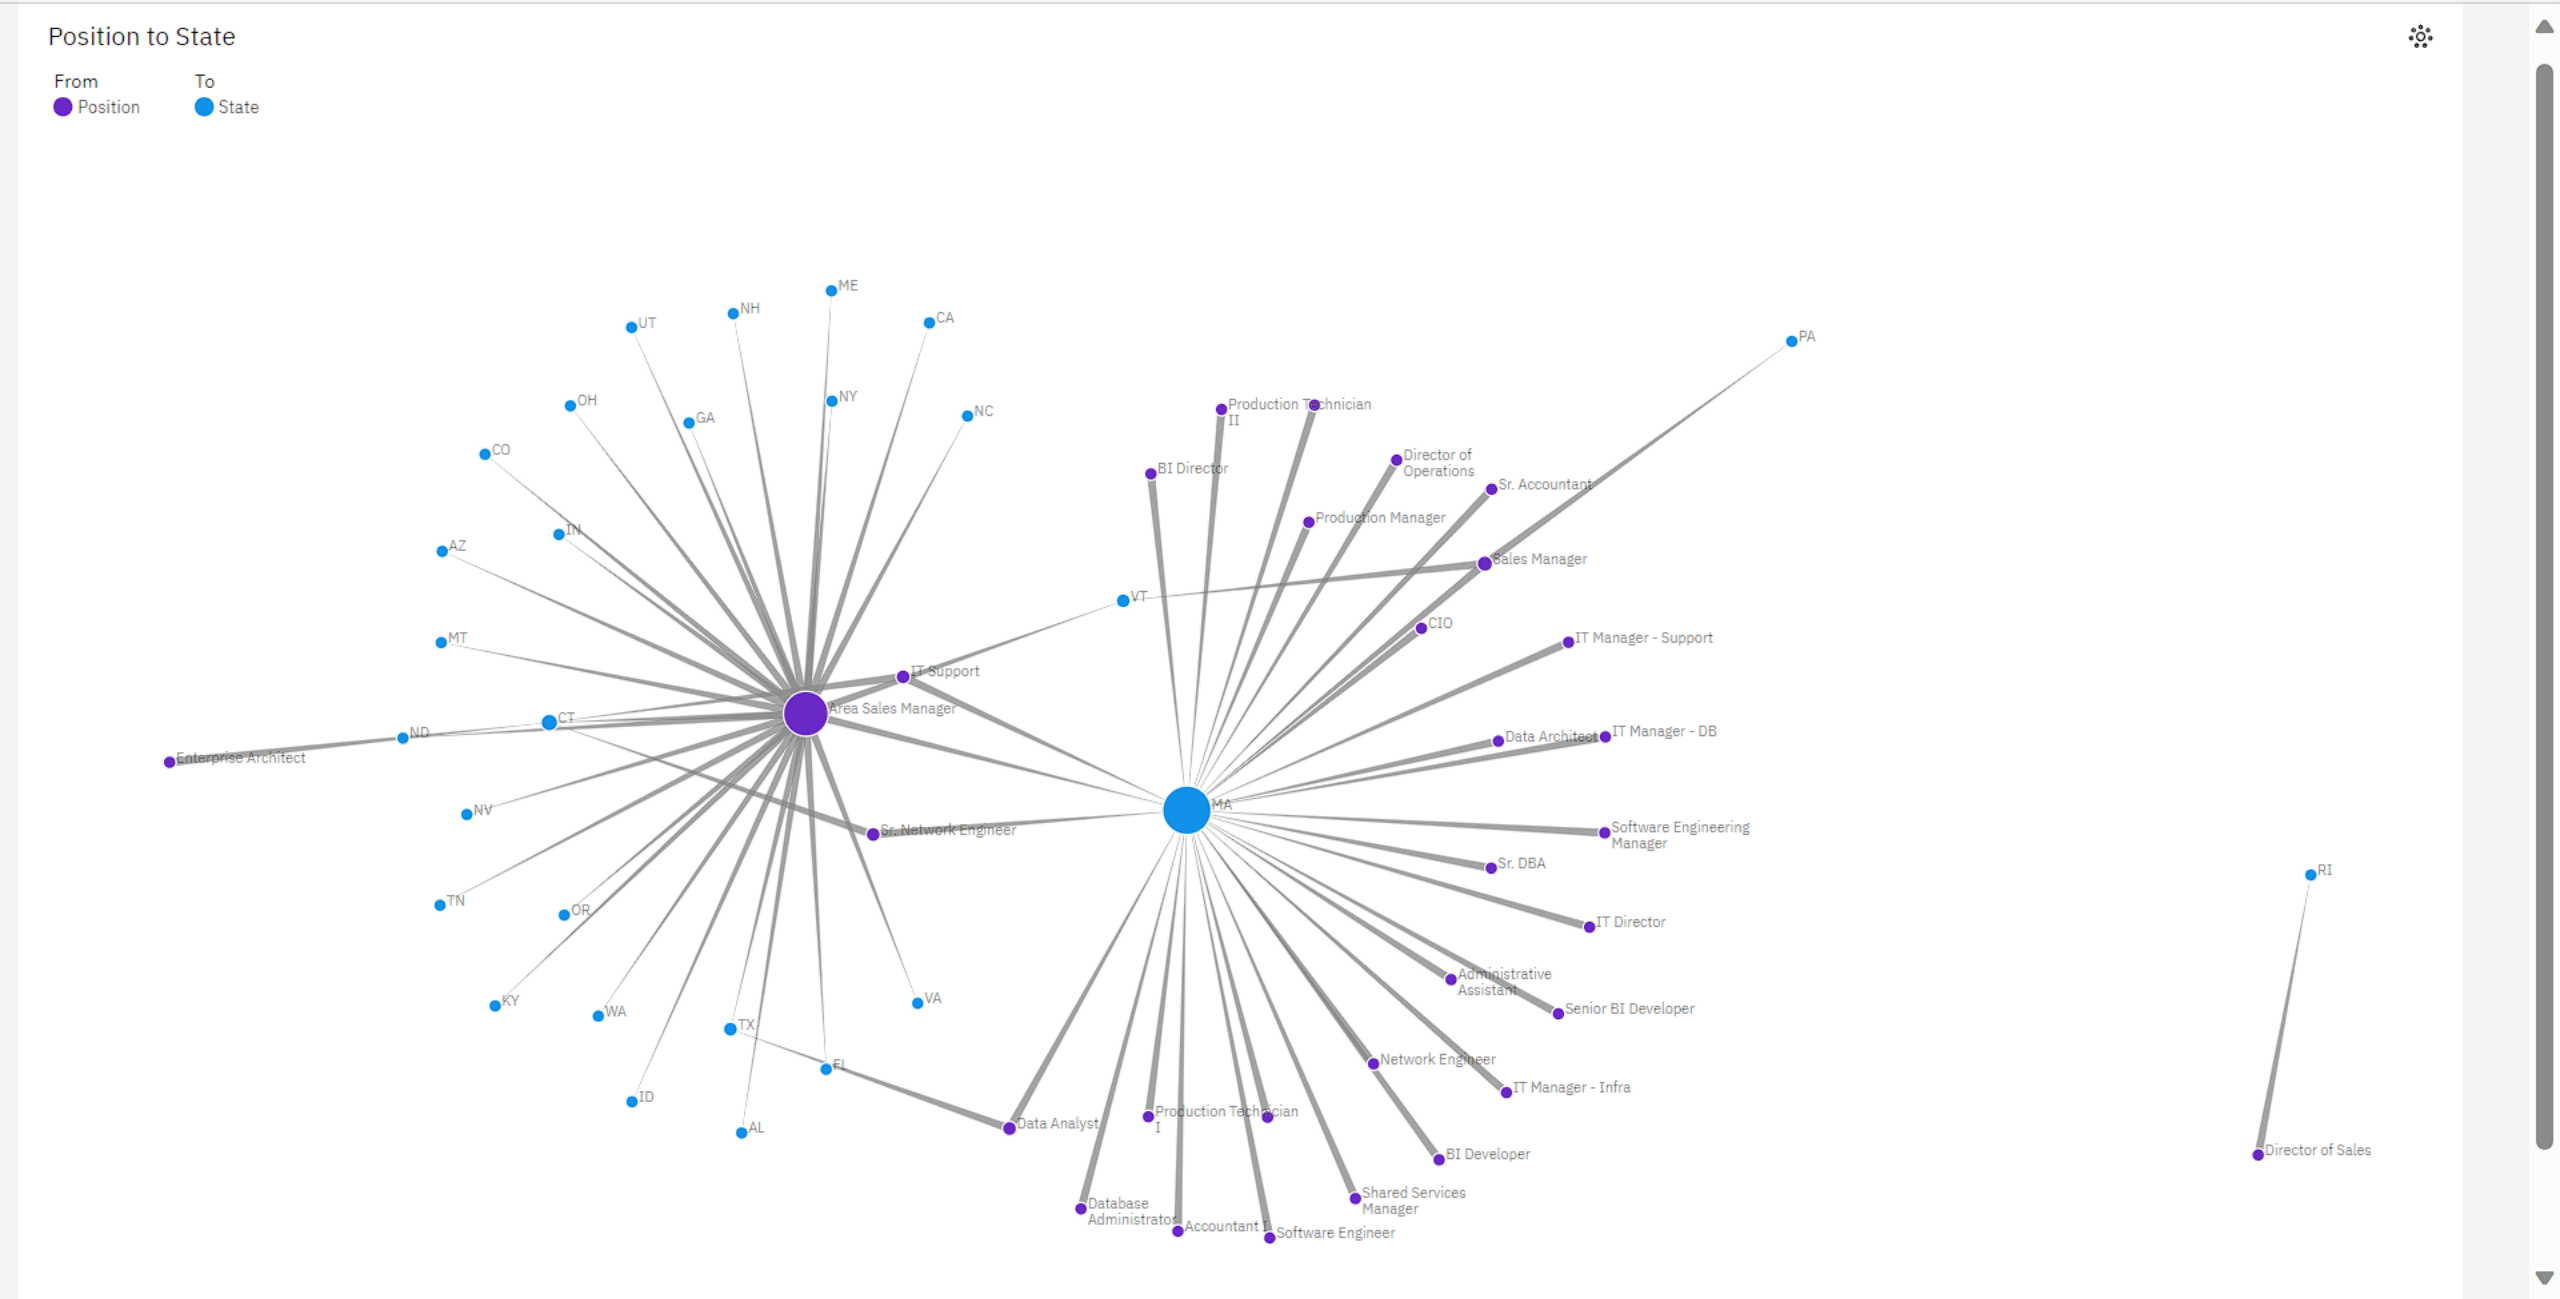 Position to State
From To
Position State
ME
NH
CA
UT
PA
NY
OH
Production Technician
II
NC
GA
CO
Director of
Operations
BI Director
Sr. Accountant
Production Manager
IN
AZ
Sales Manager
VT
CIO
MT
IT Manager - Support
IT Support
Area Sales Manager
CT
ND
Data Architect
IT Manager - DB
Enterprise Architect
MA
NV
Sr. Network Engineer
Software Engineering
Manager
Sr. DBA
RI
TN
OR
IT Director
Administrative
Assistant
KY
VA
WA
Senior BI Developer
TX
FL
Network Engineer
ID
IT Manager - Infra
AL
Data Analyst
Production Technician
I
BI Developer
Director of Sales
Shared Services
Manager
Database
Administrator
Accountant I
Software Engineer